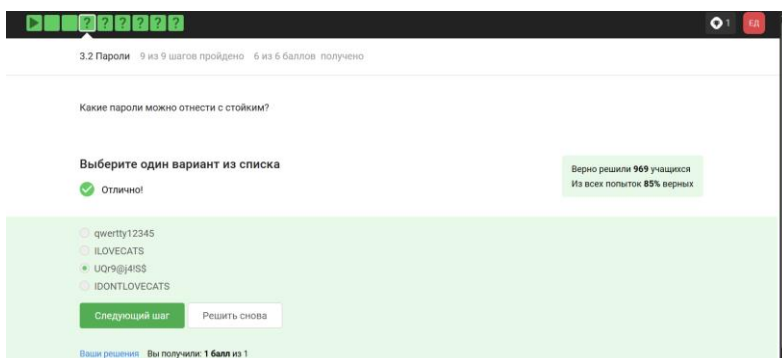 ? ? ? ? ? ? ?
1 ЕД
3.2 Пароли 9 из 9 шагов пройдено 6 из 6 баллов получено
Какие пароли можно отнести с стойким?
Выберите один вариант из списка
Отлично!
Верно решили 969 учащихся
Из всех попыток 85% верных
qwertty12345
ILOVECATS
UQr9@j4!S$
IDONTLOVECATS
Следующий шаг Решить снова
Ваши решения Вы получили: 1 балл из 1